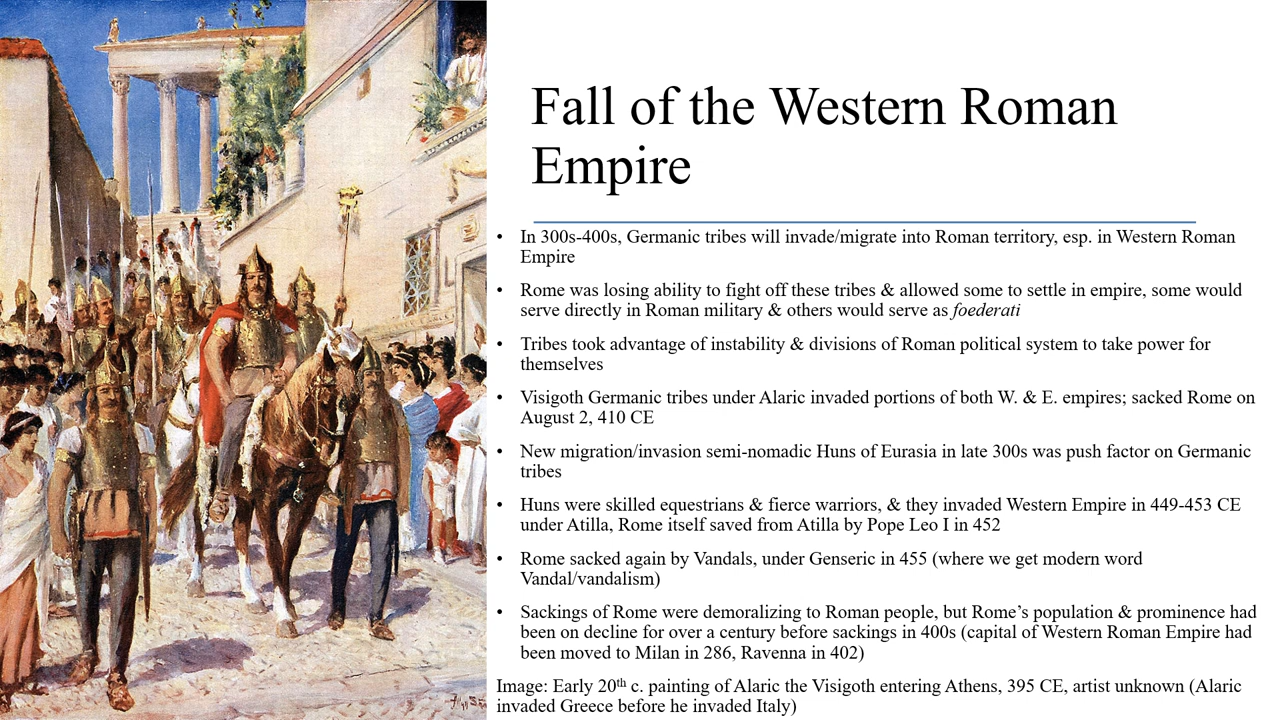 Fall of the Western Roman
Empire
• In 300s-400s, Germanic tribes will invade/migrate into Roman territory, esp. in Western Roman
Empire
• Rome was losing ability to fight off these tribes & allowed some to settle in empire, some would
serve directly in Roman military & others would serve as foederati
• Tribes took advantage of instability & divisions of Roman political system to take power for
themselves
• Visigoth Germanic tribes under Alaric invaded portions of both W. & E. empires; sacked Rome on
August 2, 410 CE
• New migration/invasion semi-nomadic Huns of Eurasia in late 300s was push factor on Germanic
tribes
• Huns were skilled equestrians & fierce warriors, & they invaded Western Empire in 449-453 CE
under Atilla, Rome itself saved from Atilla by Pope Leo I in 452
• Rome sacked again by Vandals, under Genseric in 455 (where we get modern word
Vandal/vandalism)
• Sackings of Rome were demoralizing to Roman people, but Rome’s population & prominence had
been on decline for over a century before sackings in 400s (capital of Western Roman Empire had
been moved to Milan in 286, Ravenna in 402)
Image: Early 20th c. painting of Alaric the Visigoth entering Athens, 395 CE, artist unknown (Alaric
invaded Greece before he invaded Italy)